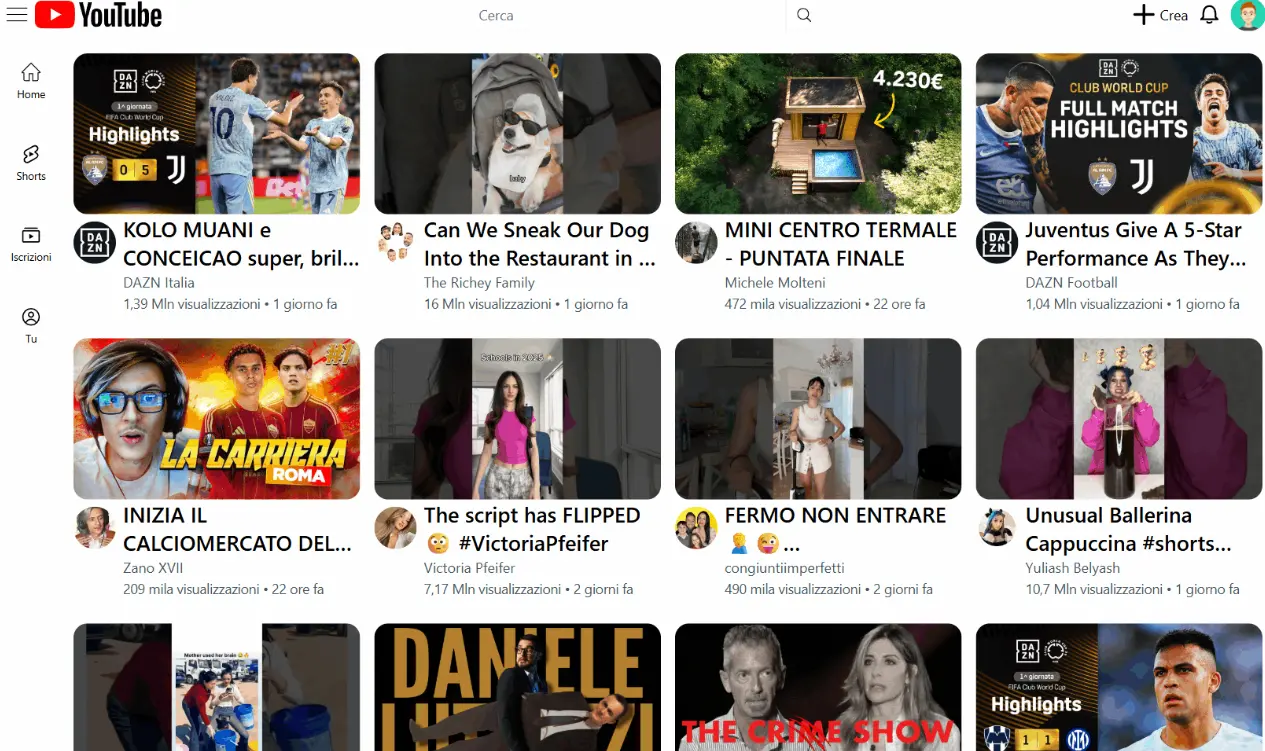 YouTube
Cerca
Crea
Home
Shorts
Iscrizioni
Tu
DAZN
1ª giornata
FIFA Club World Cup
Highlights
0 5
10
baby
4.230€
DAZN
CLUB WORLD CUP
FULL MATCH
HIGHLIGHTS
DAZN
KOLO MUANI e
CONCEICAO super, bril...
DAZN Italia
1,39 Mln visualizzazioni • 1 giorno fa
Can We Sneak Our Dog
Into the Restaurant in ...
The Richey Family
16 Mln visualizzazioni • 1 giorno fa
MINI CENTRO TERMALE
- PUNTATA FINALE
Michele Molteni
472 mila visualizzazioni • 22 ore fa
DAZN
Juventus Give A 5-Star
Performance As They...
DAZN Football
1,04 Mln visualizzazioni • 1 giorno fa
#1
LA CARRIERA
ROMA
Schools in 2025
INIZIA IL
CALCIOMERCATO DEL...
Zano XVII
209 mila visualizzazioni • 22 ore fa
The script has FLIPPED
😳 #VictoriaPfeifer
Victoria Pfeifer
7,17 Mln visualizzazioni • 2 giorni fa
FERMO NON ENTRARE
🤦‍♂️ 😜 ...
congiuntiimperfetti
490 mila visualizzazioni • 2 giorni fa
Unusual Ballerina
Cappuccina #shorts...
Yuliash Belyash
10,7 Mln visualizzazioni • 1 giorno fa
Mother used her brain
DANIELE
THE CRIME SHOW
DAZN
1ª giornata
FIFA Club World Cup
Highlights
1 1